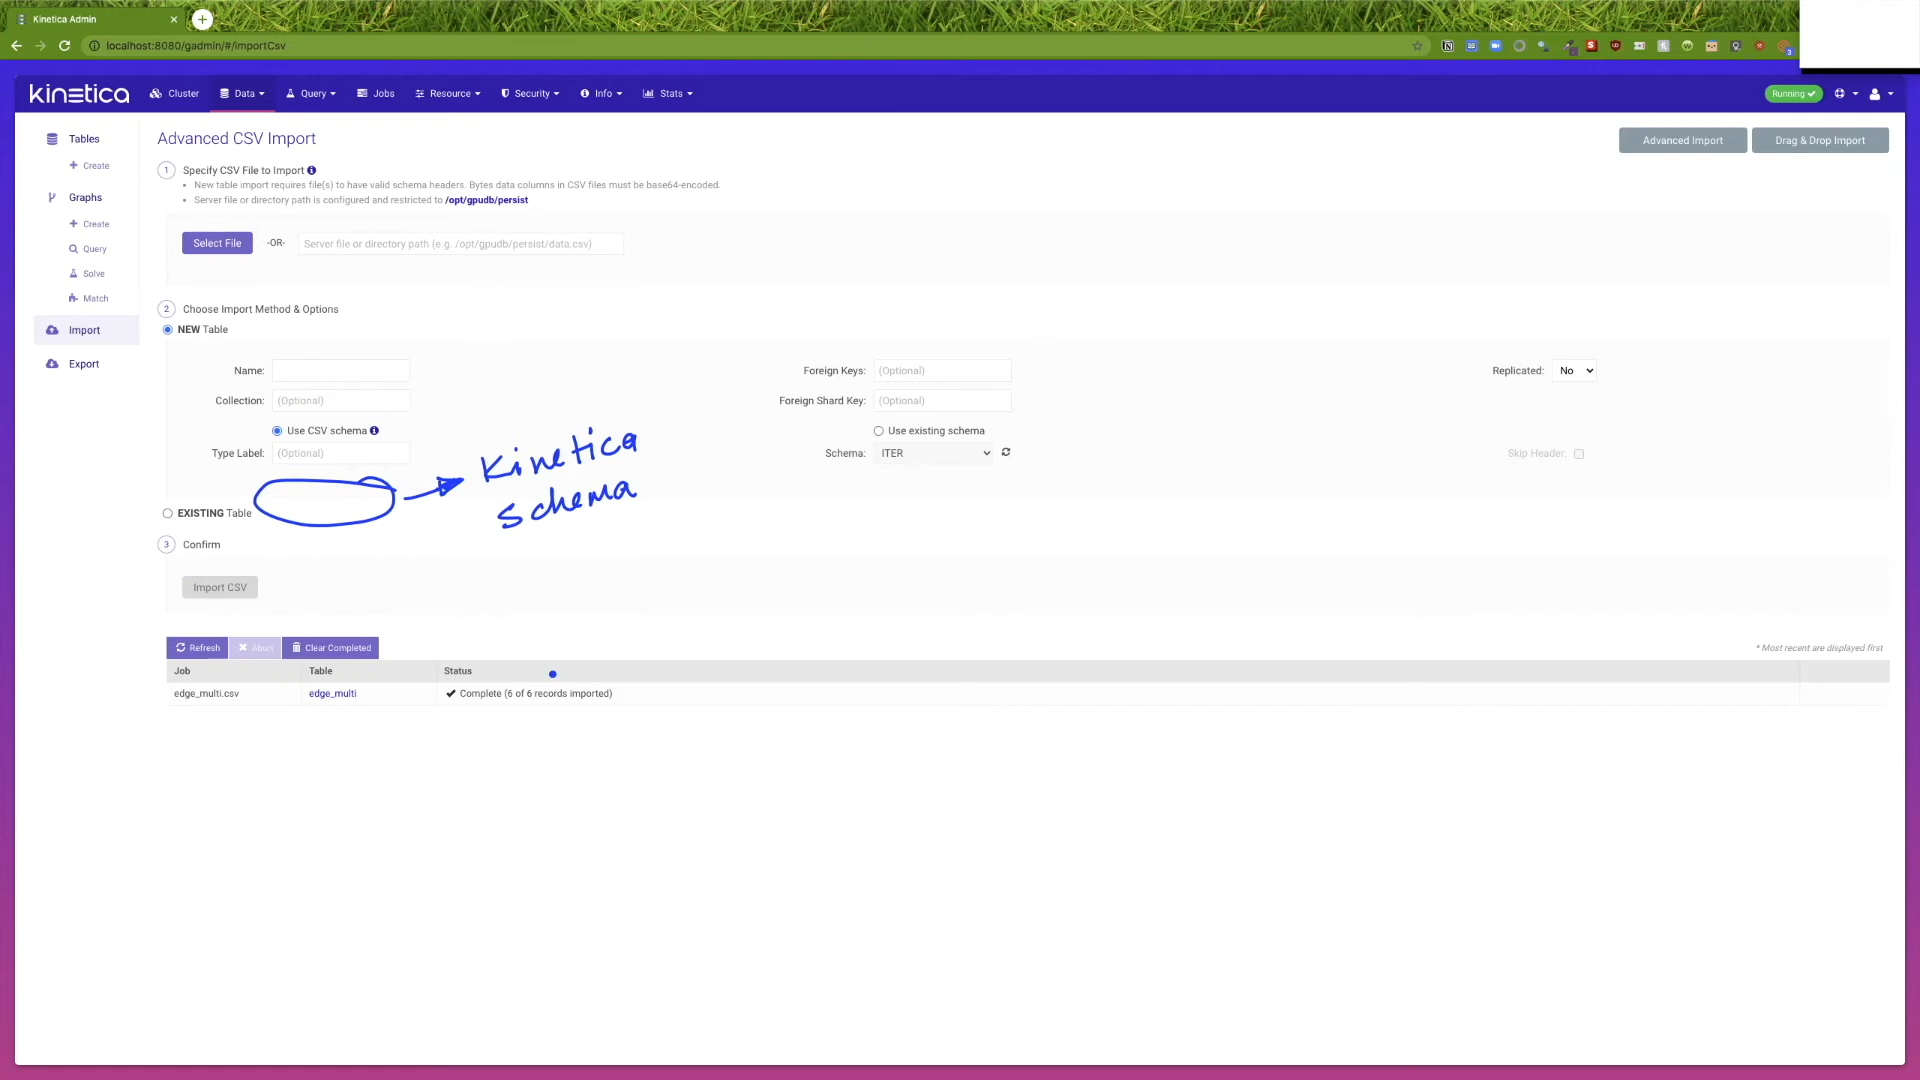 Kinetica Admin
localhost:8080/gadmin/#/importCsv
kinetica
Cluster
Data
Query
Jobs
Resource
Security
Info
Stats
Running
Tables
Create
Graphs
Create
Query
Solve
Match
Import
Export
Advanced CSV Import
Advanced Import
Drag & Drop Import
1 Specify CSV File to Import
• New table import requires file(s) to have valid schema headers. Bytes data columns in CSV files must be base64-encoded.
• Server file or directory path is configured and restricted to /opt/gpudb/persist
Select File -OR- Server file or directory path (e.g. /opt/gpudb/persist/data.csv)
2 Choose Import Method & Options
NEW Table
Name:
Foreign Keys: (Optional)
Replicated: No
Collection: (Optional)
Foreign Shard Key: (Optional)
Use CSV schema
Use existing schema
Type Label: (Optional)
Schema: ITER
Skip Header:
Kinetica
schema
EXISTING Table
3 Confirm
Import CSV
Refresh
Abort
Clear Completed
* Most recent are displayed first
Job Table Status
edge_multi.csv edge_multi Complete (6 of 6 records imported)